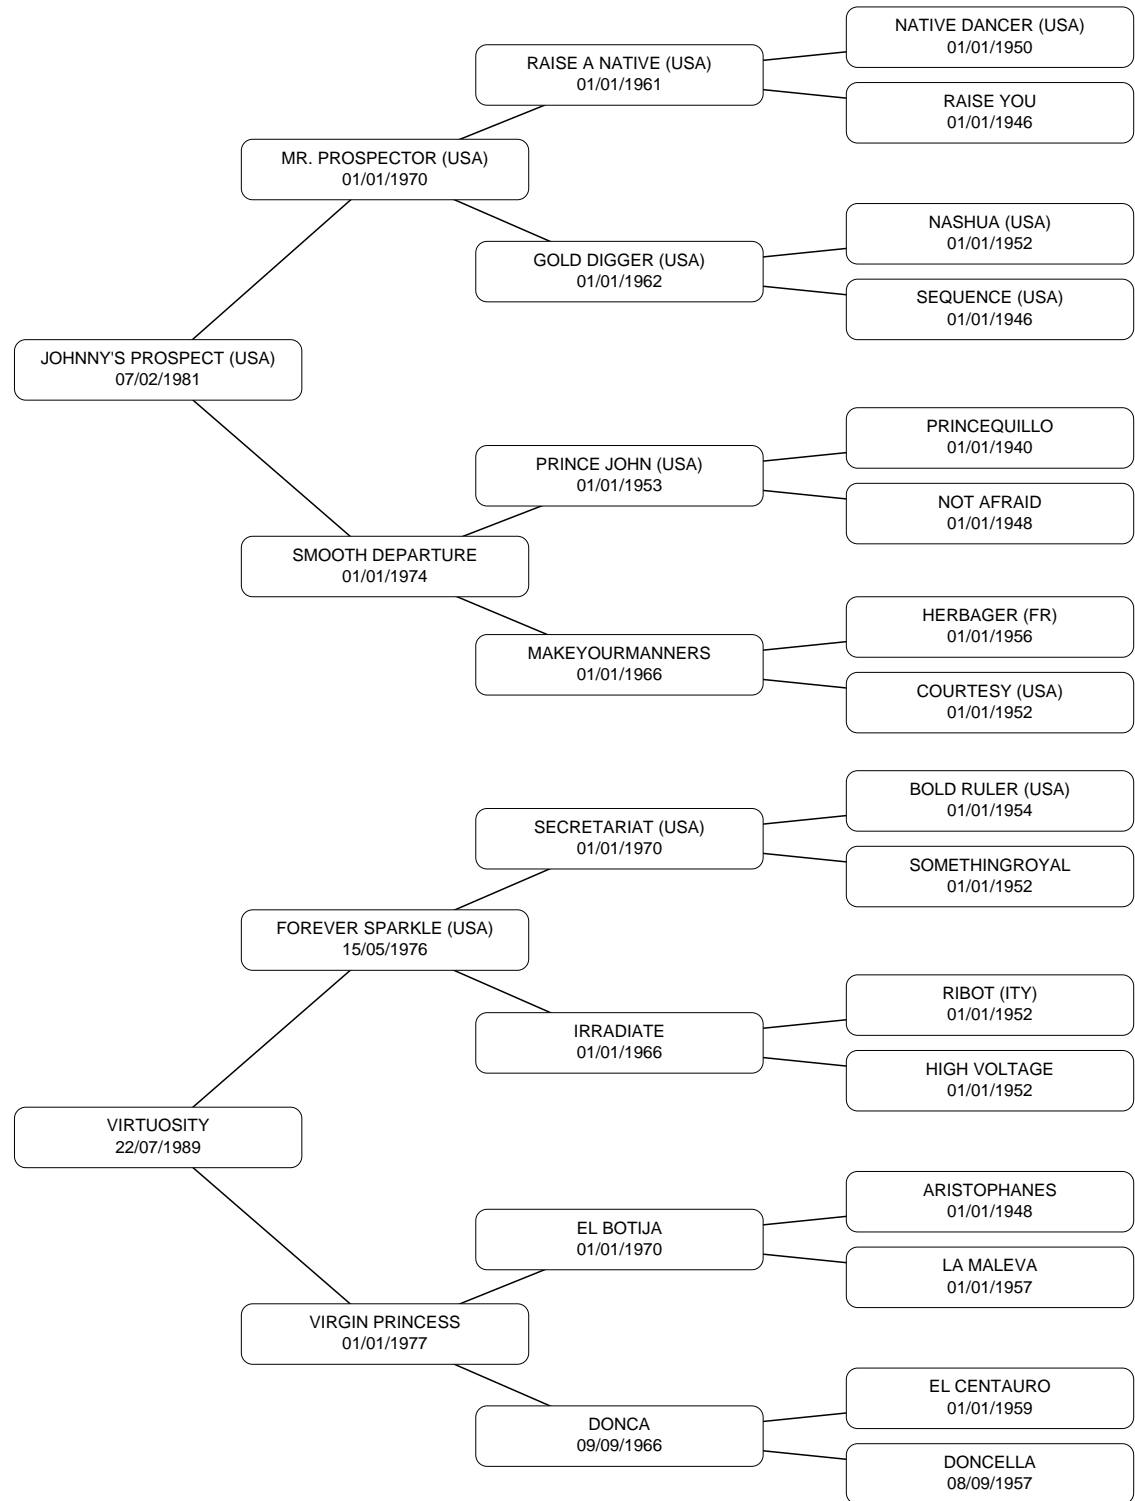 NATIVE DANCER (USA)
01/01/1950
RAISE A NATIVE (USA)
01/01/1961
RAISE YOU
01/01/1946
MR. PROSPECTOR (USA)
01/01/1970
NASHUA (USA)
01/01/1952
GOLD DIGGER (USA)
01/01/1962
SEQUENCE (USA)
01/01/1946
JOHNNY'S PROSPECT (USA)
07/02/1981
PRINCEQUILLO
01/01/1940
PRINCE JOHN (USA)
01/01/1953
NOT AFRAID
01/01/1948
SMOOTH DEPARTURE
01/01/1974
HERBAGER (FR)
01/01/1956
MAKEYOURMANNERS
01/01/1966
COURTESY (USA)
01/01/1952
BOLD RULER (USA)
01/01/1954
SECRETARIAT (USA)
01/01/1970
SOMETHINGROYAL
01/01/1952
FOREVER SPARKLE (USA)
15/05/1976
RIBOT (ITY)
01/01/1952
IRRADIATE
01/01/1966
HIGH VOLTAGE
01/01/1952
VIRTUOSITY
22/07/1989
ARISTOPHANES
01/01/1948
EL BOTIJA
01/01/1970
LA MALEVA
01/01/1957
VIRGIN PRINCESS
01/01/1977
EL CENTAURO
01/01/1959
DONCA
09/09/1966
DONCELLA
08/09/1957